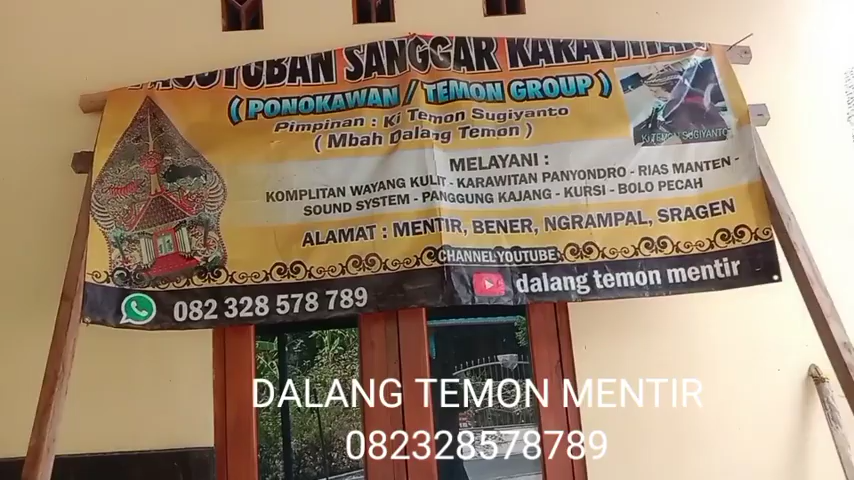 PAGUYUBAN SANGGAR KARAWITAN
( PONOKAWAN / TEMON GROUP )
Pimpinan : Ki Temon Sugiyanto
( Mbah Dalang Temon )
KI TEMON SUGIYANTO
MELAYANI :
KOMPLITAN WAYANG KULIT - KARAWITAN PANYONDRO - RIAS MANTEN -
SOUND SYSTEM - PANGGUNG KAJANG - KURSI - BOLO PECAH
ALAMAT : MENTIR, BENER, NGRAMPAL, SRAGEN
CHANNEL YOUTUBE :
dalang temon mentir
082 328 578 789
DALANG TEMON MENTIR
082328578789